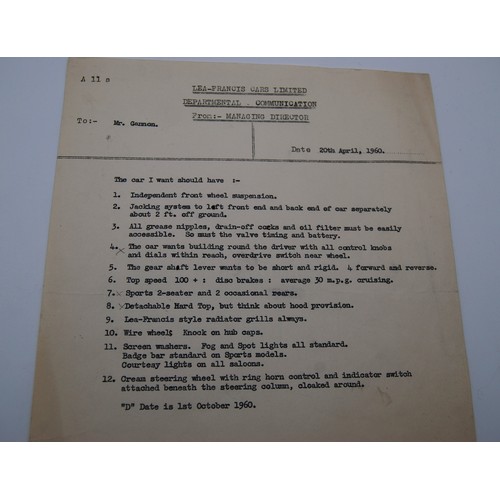 A 11 s
LEA-FRANCIS CARS LIMITED
DEPARTMENTAL COMMUNICATION
From:- MANAGING DIRECTOR
To:- Mr. Gezmon.
Date 20th April, 1960.
The car I want should have :-
1. Independent front wheel suspension.
2. Jacking system to left front end and back end of car separately
about 2 ft. off ground.
3. All grease nipples, drain-off cocks and oil filter must be easily
accessible. So must the valve timing and battery.
4. The car wants building round the driver with all control knobs
and dials within reach, overdrive switch near wheel.
5. The gear shaft lever wants to be short and rigid. 4 forward and reverse.
6. Top speed 100 + : disc brakes : average 30 m.p.g. cruising.
7. Sports 2-seater and 2 occasional rears.
8. Detachable Hard Top, but think about hood provision.
9. Lea-Francis style radiator grills always.
10. Wire wheel; Knock on hub caps.
11. Screen washers. Fog and Spot lights all standard.
Badge bar standard on Sports models.
Courtesy lights on all saloons.
12. Cream steering wheel with ring horn control and indicator switch
attached beneath the steering column, cloaked around.
"D" Date is 1st October 1960.